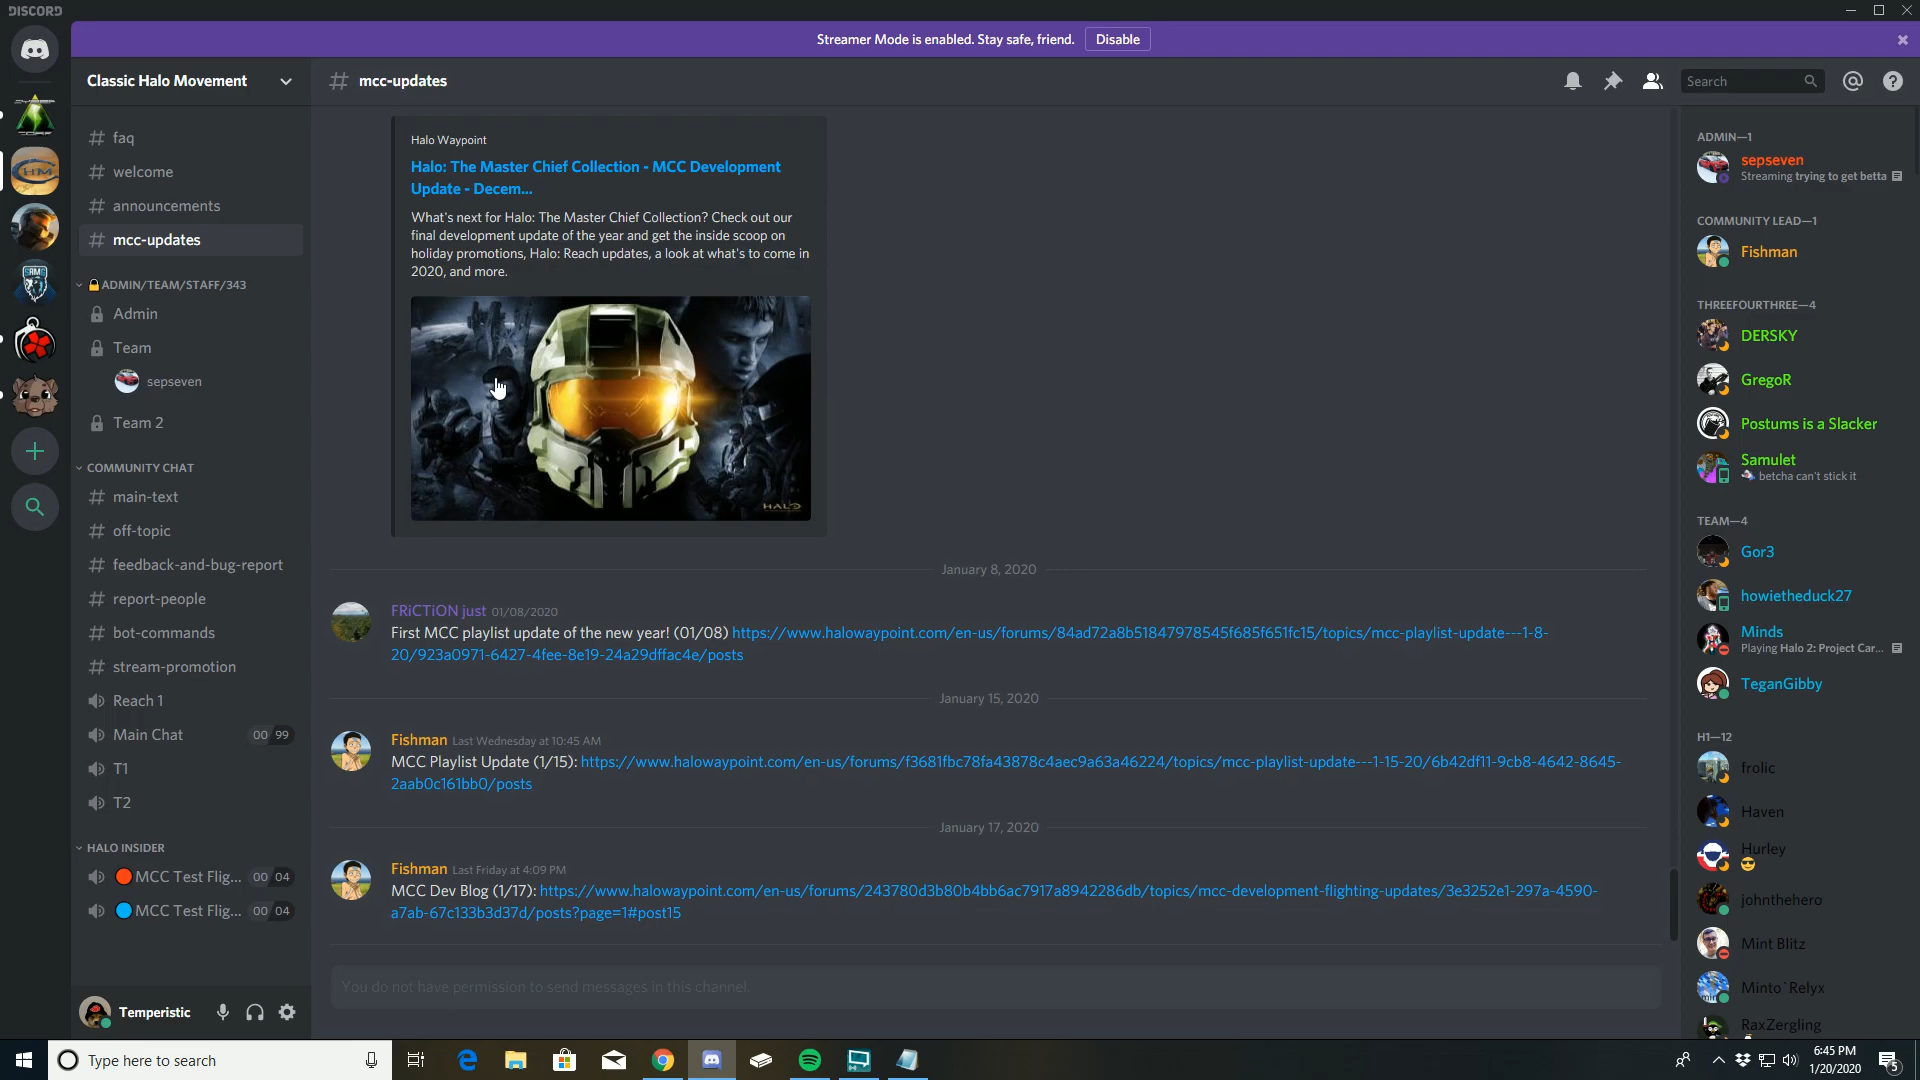 DISCORD
Streamer Mode is enabled. Stay safe, friend.
Disable
Classic Halo Movement
faq
welcome
announcements
mcc-updates
ADMIN/TEAM/STAFF/343
Admin
Team
sepseven
Team 2
COMMUNITY CHAT
main-text
off-topic
feedback-and-bug-report
report-people
bot-commands
stream-promotion
Reach 1
Main Chat 00 99
T1
T2
HALO INSIDER
MCC Test Flig... 00 04
MCC Test Flig... 00 04
Temperistic
# mcc-updates
Search
Halo Waypoint
Halo: The Master Chief Collection - MCC Development
Update - Decem...
What's next for Halo: The Master Chief Collection? Check out our
final development update of the year and get the inside scoop on
holiday promotions, Halo: Reach updates, a look at what's to come in
2020, and more.
HALO
January 8, 2020
FRiCTiON just 01/08/2020
First MCC playlist update of the new year! (01/08) https://www.halowaypoint.com/en-us/forums/84ad72a8b51847978545f685f651fc15/topics/mcc-playlist-update---1-8-
20/923a0971-6427-4fee-8e19-24a29dffac4e/posts
January 15, 2020
Fishman Last Wednesday at 10:45 AM
MCC Playlist Update (1/15): https://www.halowaypoint.com/en-us/forums/f3681fbc78fa43878c4aec9a63a46224/topics/mcc-playlist-update---1-15-20/6b42df11-9cb8-4642-8645-
2aab0c161bb0/posts
January 17, 2020
Fishman Last Friday at 4:09 PM
MCC Dev Blog (1/17): https://www.halowaypoint.com/en-us/forums/243780d3b80b4bb6ac7917a8942286db/topics/mcc-development-flighting-updates/3e3252e1-297a-4590-
a7ab-67c133b3d37d/posts?page=1#post15
You do not have permission to send messages in this channel.
ADMIN—1
sepseven
Streaming trying to get betta
COMMUNITY LEAD—1
Fishman
THREEFOURTHREE—4
DERSKY
GregoR
Postums is a Slacker
Samulet
betcha can't stick it
TEAM—4
Gor3
howietheduck27
Minds
Playing Halo 2: Project Car...
TeganGibby
H1—12
frolic
Haven
Hurley
johnthehero
Mint Blitz
Minto`Relyx
RaxZergling
Type here to search
6:45 PM
1/20/2020
5